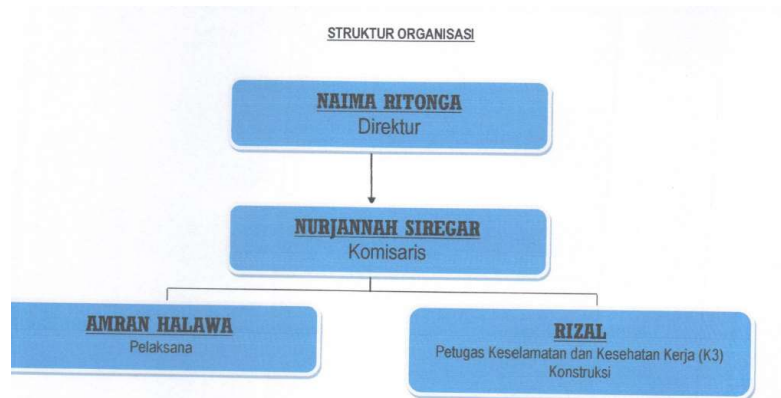 STRUKTUR ORGANISASI
NAIMA RITONGA
Direktur
NURJANNAH SIREGAR
Komisaris
AMRAN HALAWA
Pelaksana
RIZAL
Petugas Keselamatan dan Kesehatan Kerja (K3)
Konstruksi